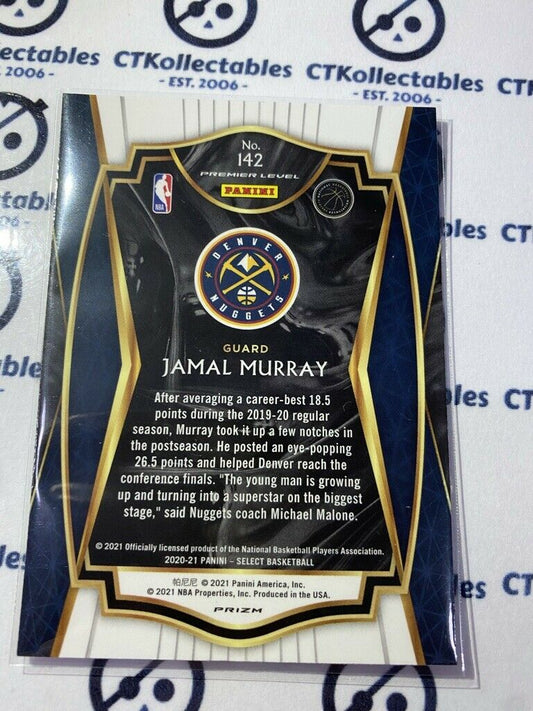 CTKollectables
- EST. 2006 -
CTKollectables
- EST. 2006 -
No.
142
PREMIER LEVEL
PANINI
NBA
DENVER
NUGGETS
GUARD
JAMAL MURRAY
After averaging a career-best 18.5
points during the 2019-20 regular
season, Murray took it up a few notches in
the postseason. He posted an eye-popping
26.5 points and helped Denver reach the
conference finals. "The young man is growing
up and turning into a superstar on the biggest
stage," said Nuggets coach Michael Malone.
© 2021 Officially licensed product of the National Basketball Players Association.
2020-21 PANINI – SELECT BASKETBALL
帕尼尼 © 2021 Panini America, Inc.
© 2021 NBA Properties, Inc. Produced in the USA.
PRIZM